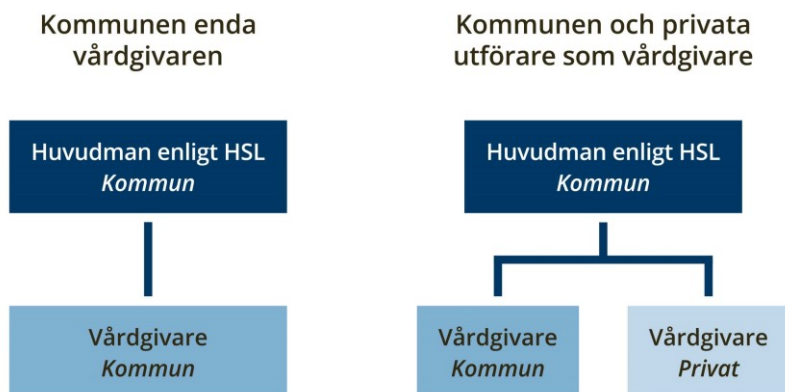 Kommunen enda
vårdgivaren
Huvudman enligt HSL
Kommun
Vårdgivare
Kommun
Kommunen och privata
utförare som vårdgivare
Huvudman enligt HSL
Kommun
Vårdgivare
Kommun
Vårdgivare
Privat